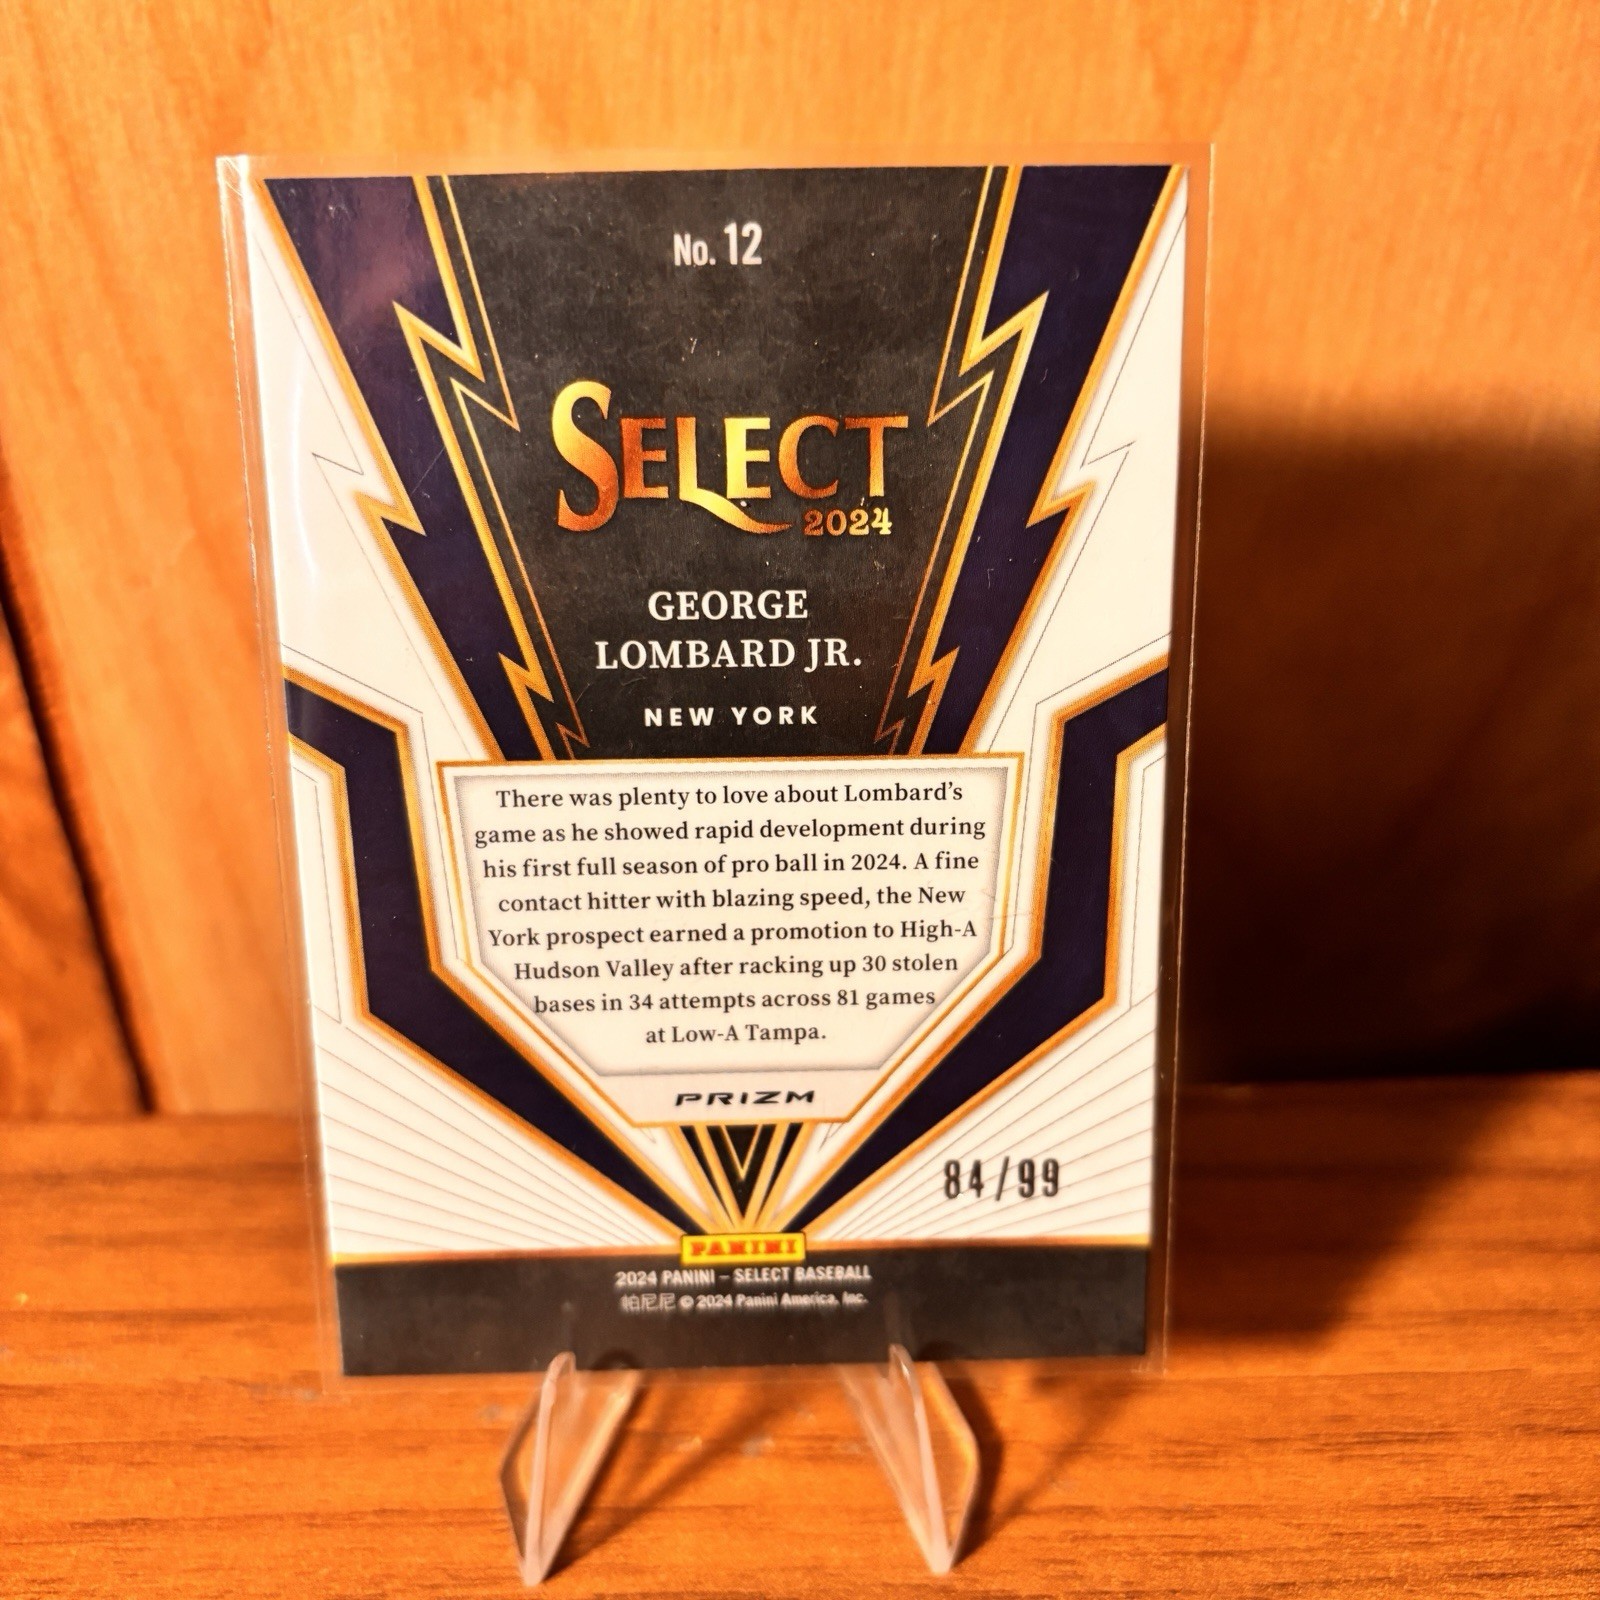 No. 12
SELECT
2024
GEORGE
LOMBARD JR.
NEW YORK
There was plenty to love about Lombard's
game as he showed rapid development during
his first full season of pro ball in 2024. A fine
contact hitter with blazing speed, the New
York prospect earned a promotion to High-A
Hudson Valley after racking up 30 stolen
bases in 34 attempts across 81 games
at Low-A Tampa.
PRIZM
84/99
PANINI
2024 PANINI – SELECT BASEBALL
帕尼尼 © 2024 Panini America, Inc.